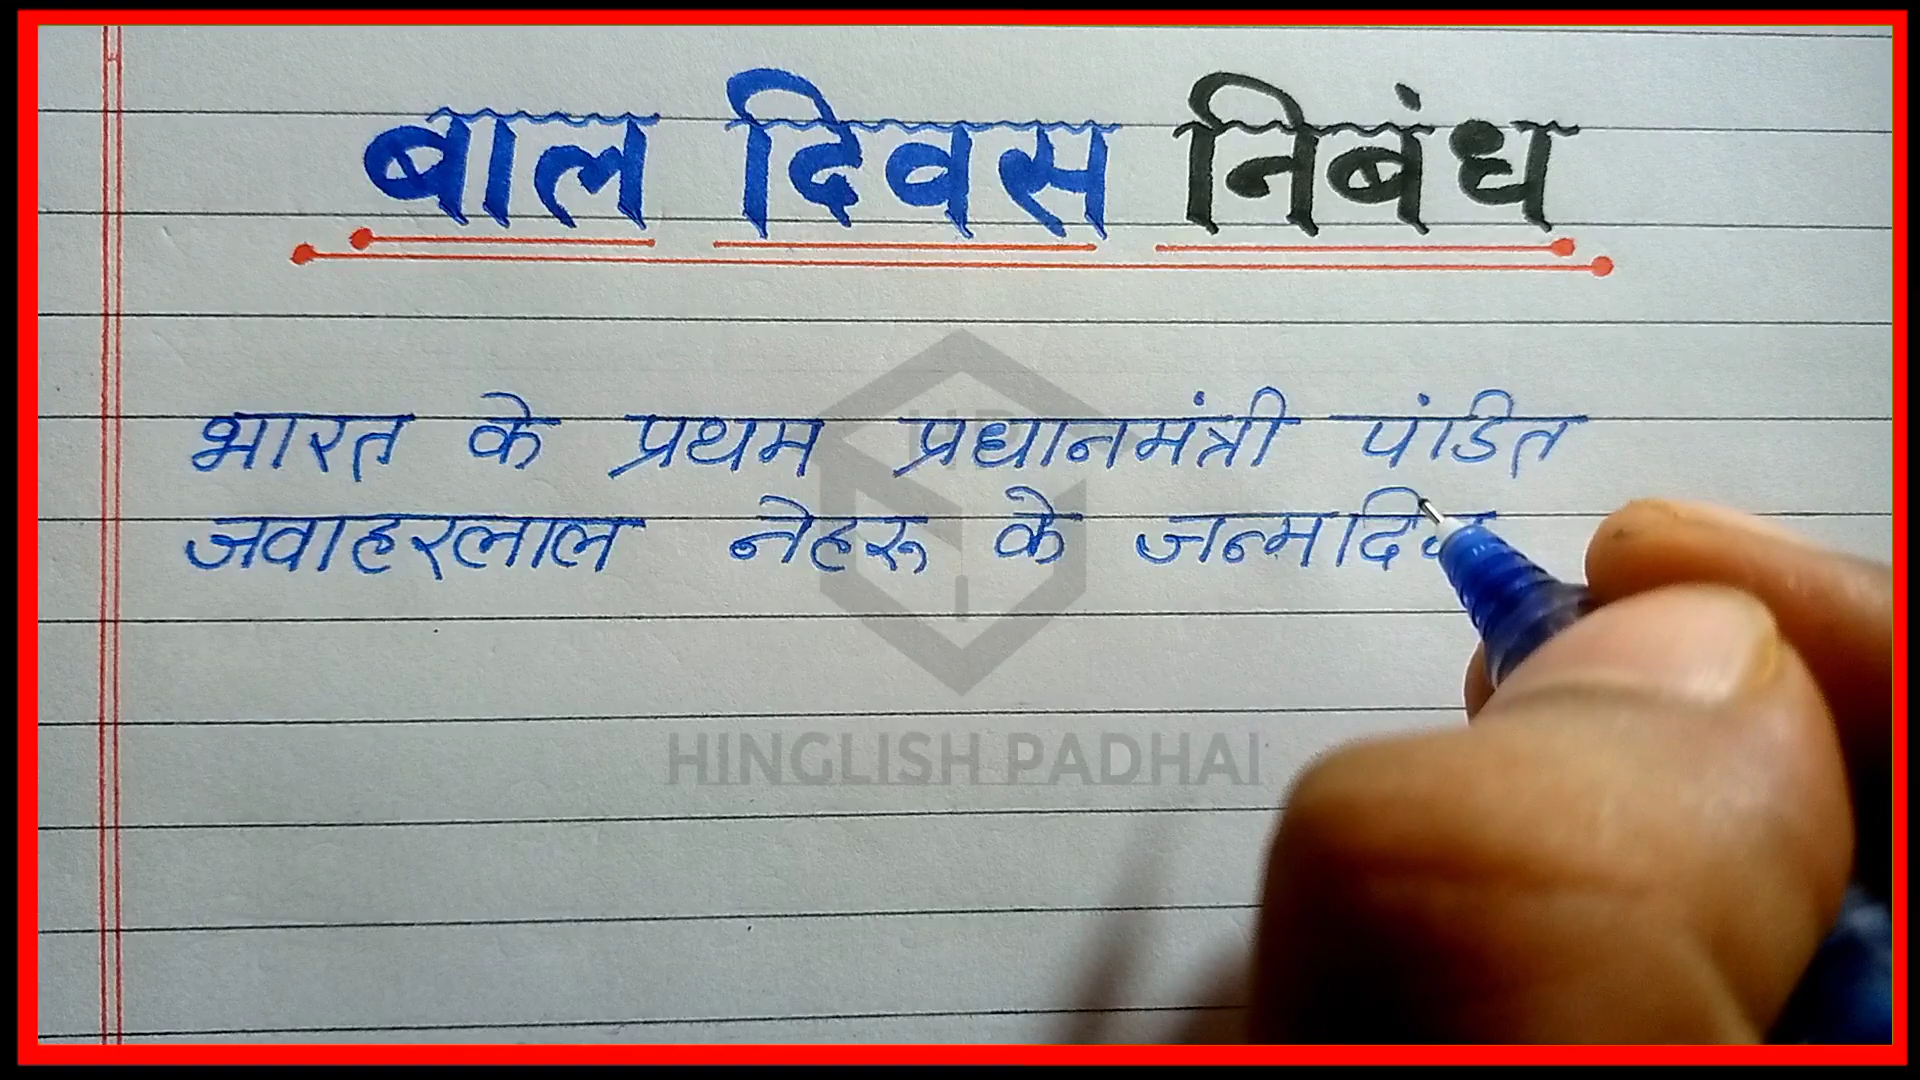 बाल दिवस निबंध
भारत के प्रथम प्रधानमंत्री पंडित
जवाहरलाल नेहरू के
HINGLISH PADHAI